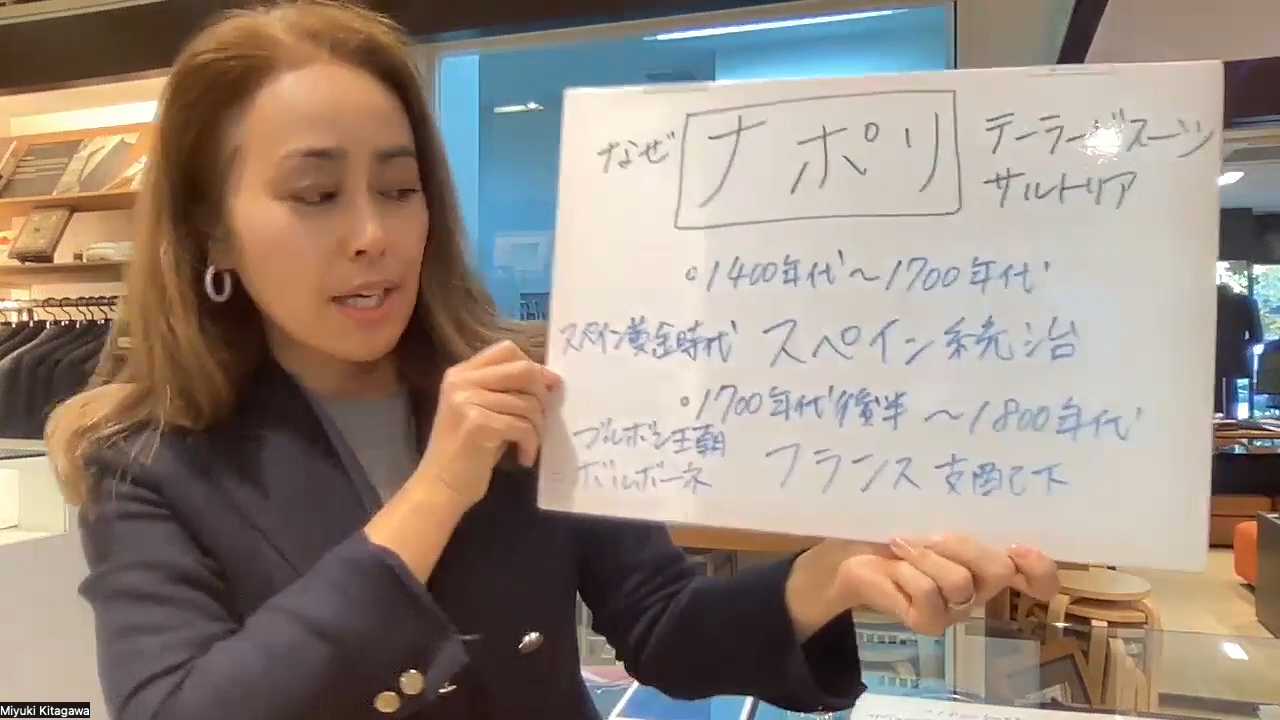 なぜ ナポリ テーラードスーツ
サルトリア
○1400年代〜1700年代
スペイン黄金時代 スペイン統治
○1700年代後半〜1800年代
ブルボン王朝
ボルボーネ フランス支配下
Miyuki Kitagawa